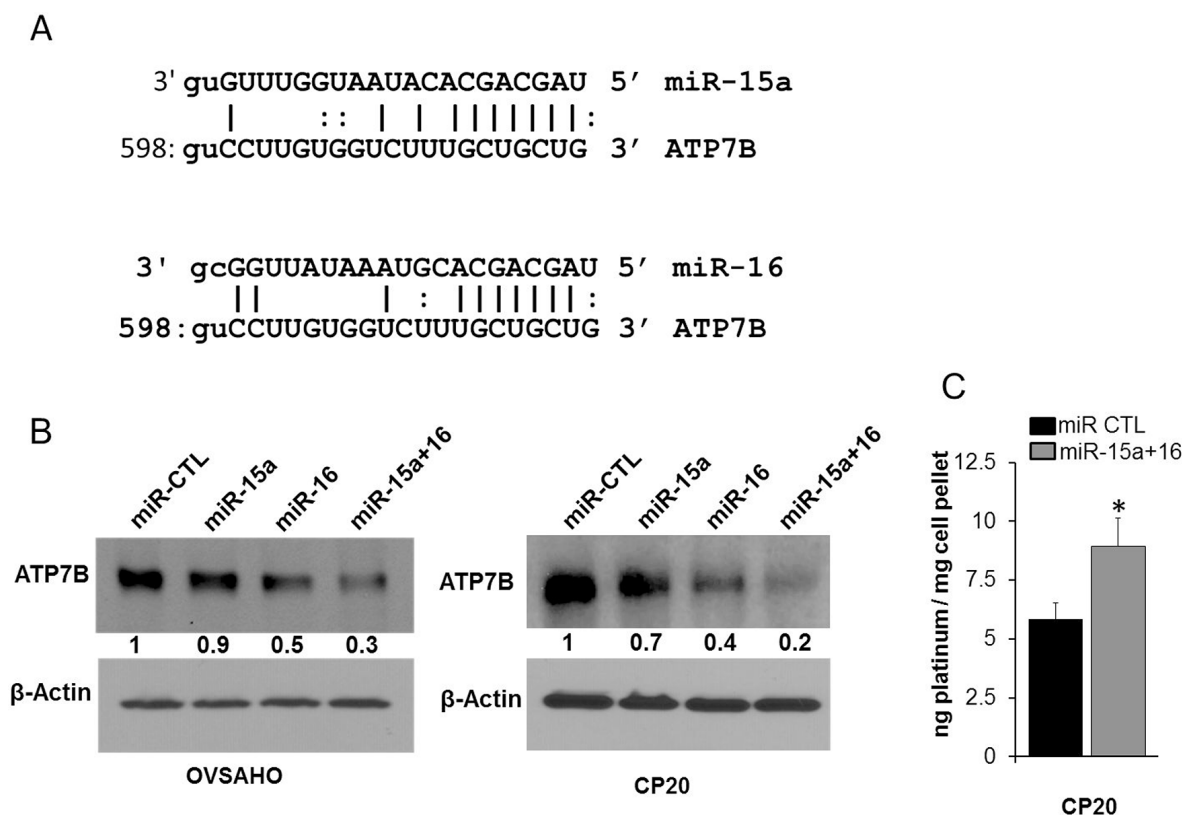 A
3' guGUUUGGUAAUACACGACGAU 5’ miR-15a
| :: | | ||||||| :
598: guCCUUGUGGUCUUUGCUGCUG 3’ ATP7B
3' gcGGUUAUAAAUGCACGACGAU 5’ miR-16
|| | : ||||||| :
598: guCCUUGUGGUCUUUGCUGCUG 3’ ATP7B
B
miR-CTL miR-15a miR-16 miR-15a+16
ATP7B
1 0.9 0.5 0.3
β-Actin
OVSAHO
miR-CTL miR-15a miR-16 miR-15a+16
ATP7B
1 0.7 0.4 0.2
β-Actin
CP20
C
miR CTL
miR-15a+16
ng platinum / mg cell pellet
12.5
10
7.5
5
2.5
0
*
CP20